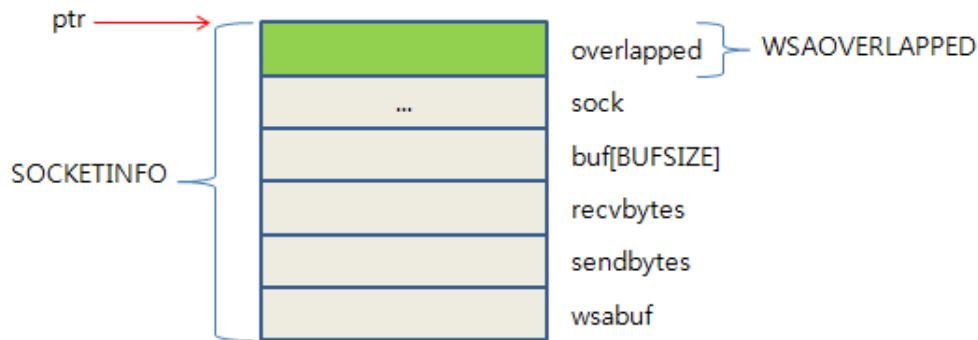 ptr
overlapped
WSAOVERLAPPED
...
sock
buf[BUFSIZE]
SOCKETINFO
recvbytes
sendbytes
wsabuf